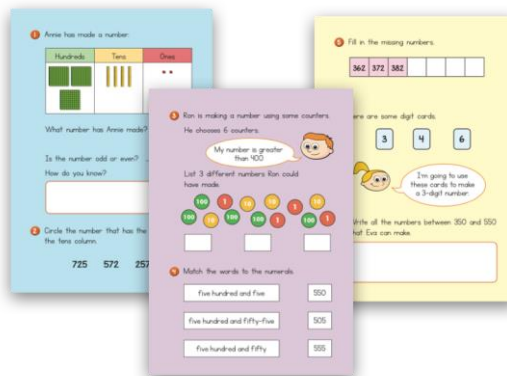 1 Annie has made a number.
Hundreds Tens Ones
What number has Annie made?
Is the number odd or even?
How do you know?
2 Circle the number that has the
the tens column.
725 572 257
3 Ron is making a number using some counters.
He chooses 6 counters.
My number is greater
than 400.
List 3 different numbers Ron could
have made.
100 1 10 10 1 10
100 10 100 100 1 10 100 1
4 Match the words to the numerals.
five hundred and five 550
five hundred and fifty-five 505
five hundred and fifty 555
5 Fill in the missing numbers.
362 372 382
ere are some digit cards.
3 4 6
I'm going to use
these cards to make
a 3-digit number.
Write all the numbers between 350 and 550
that Eva can make.